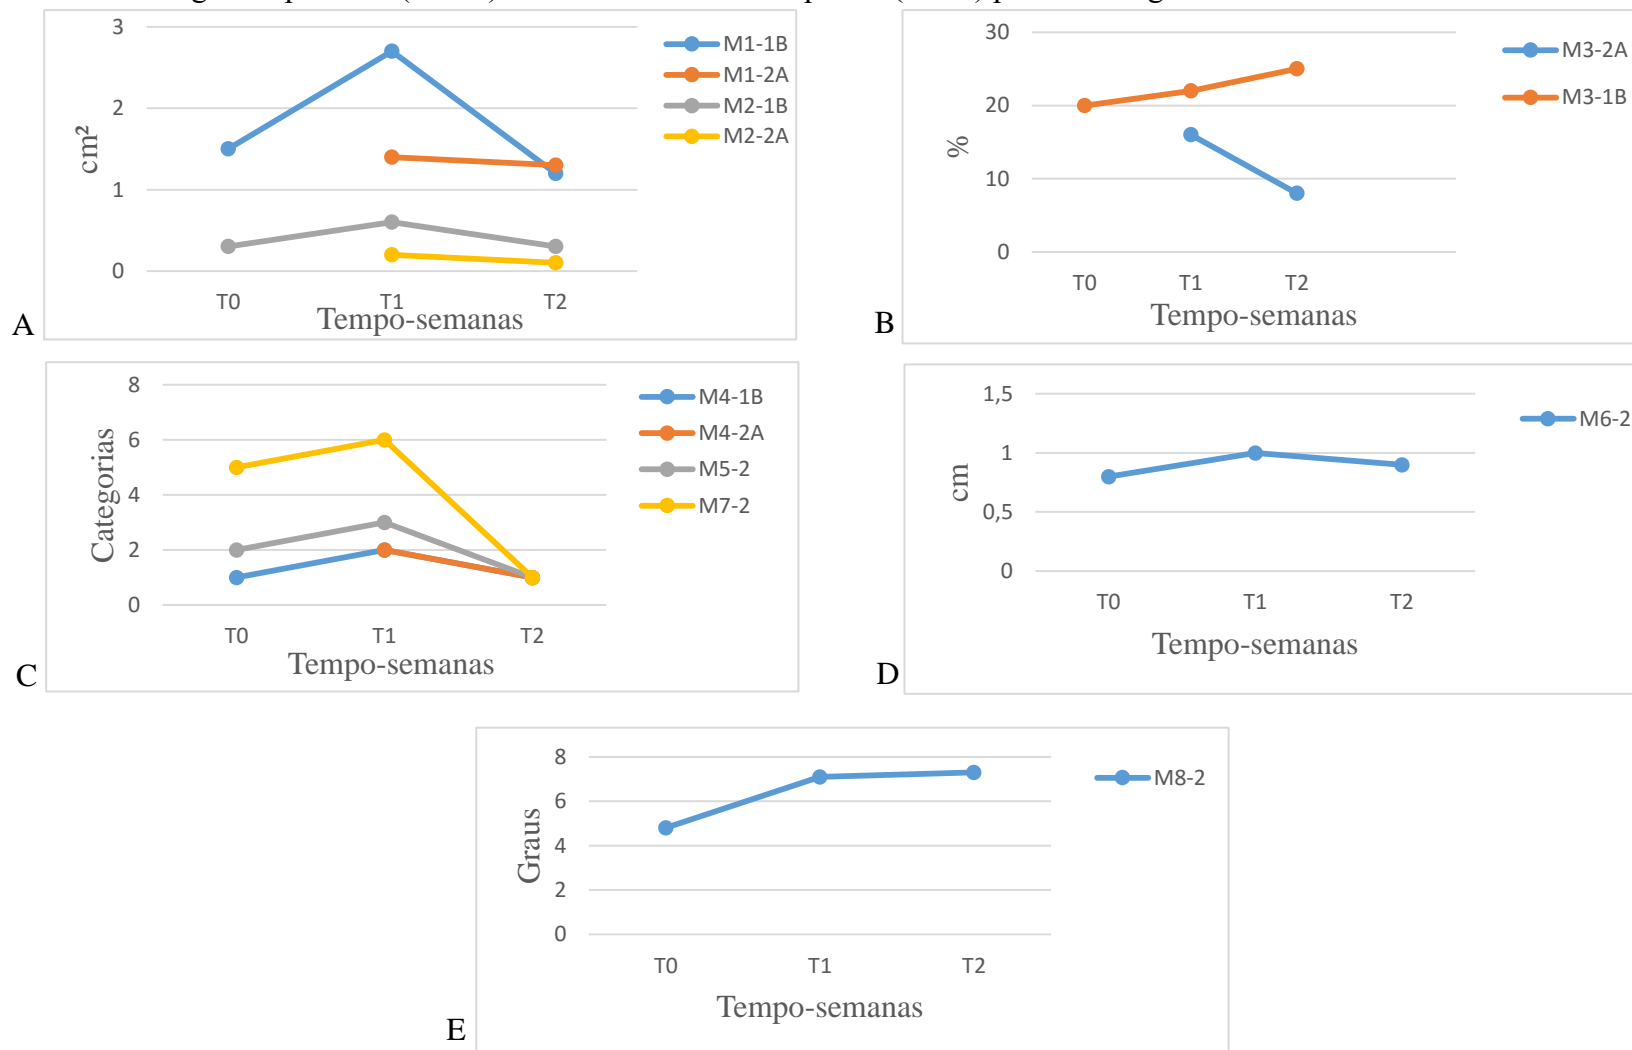 3
2
1
0
cm²
T0 T1 T2
Tempo-semanas
M1-1B
M1-2A
M2-1B
M2-2A
A
30
20
10
0
%
T0 T1 T2
Tempo-semanas
M3-2A
M3-1B
B
8
6
4
2
0
Categorias
T0 T1 T2
Tempo-semanas
M4-1B
M4-2A
M5-2
M7-2
C
1,5
1
0,5
0
cm
T0 T1 T2
Tempo-semanas
M6-2
D
8
6
4
2
0
Graus
T0 T1 T2
Tempo-semanas
M8-2
E